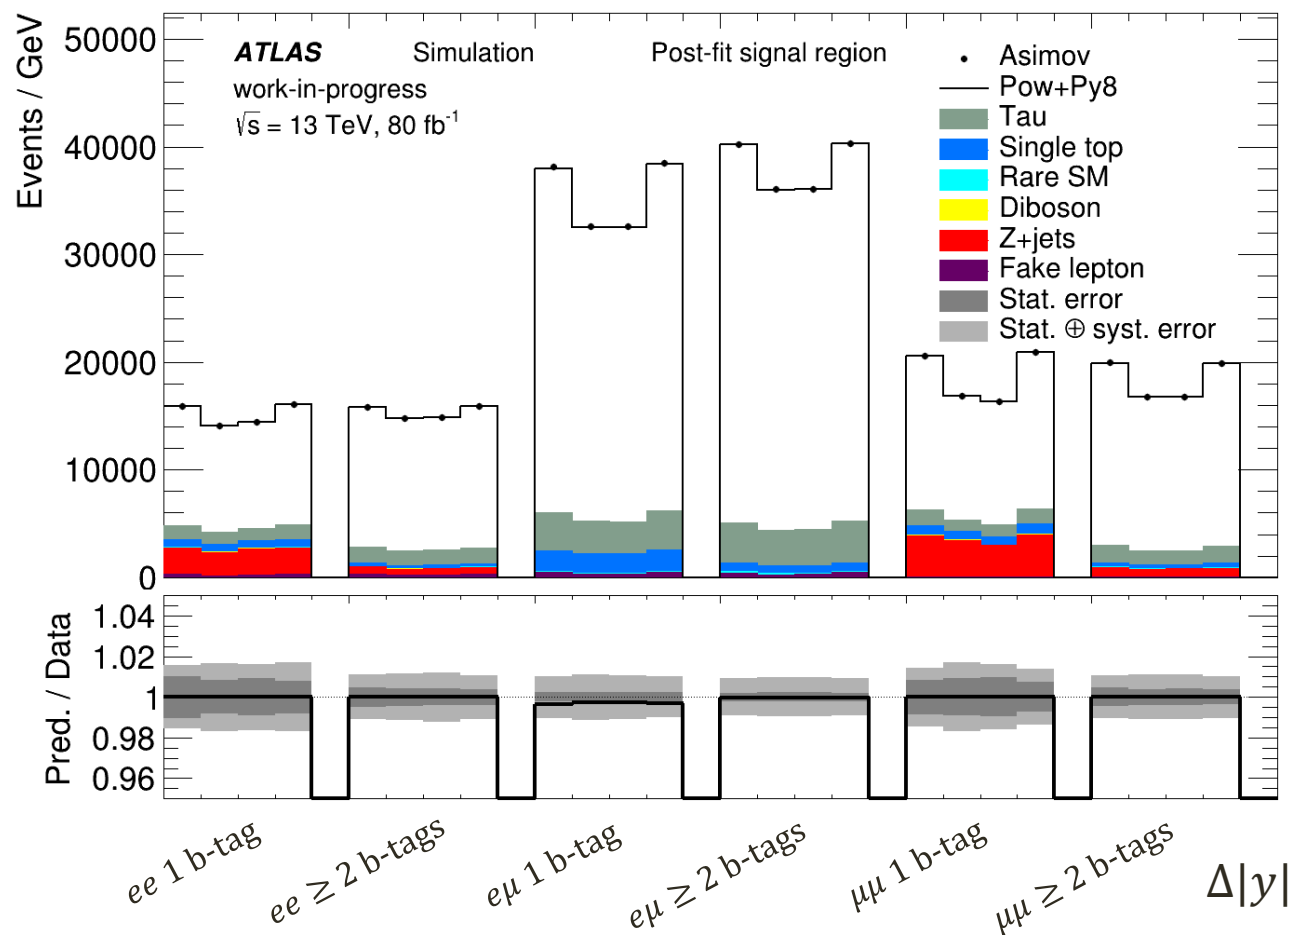 Events / GeV
50000
40000
30000
20000
10000
0
ATLAS Simulation Post-fit signal region
work-in-progress
√s = 13 TeV, 80 fb⁻¹
Asimov
Pow+Py8
Tau
Single top
Rare SM
Diboson
Z+jets
Fake lepton
Stat. error
Stat. ⊕ syst. error
Pred. / Data
1.04
1.02
1
0.98
0.96
ee 1 b-tag
ee ≥ 2 b-tags
eμ 1 b-tag
eμ ≥ 2 b-tags
μμ 1 b-tag
μμ ≥ 2 b-tags
Δ|y|